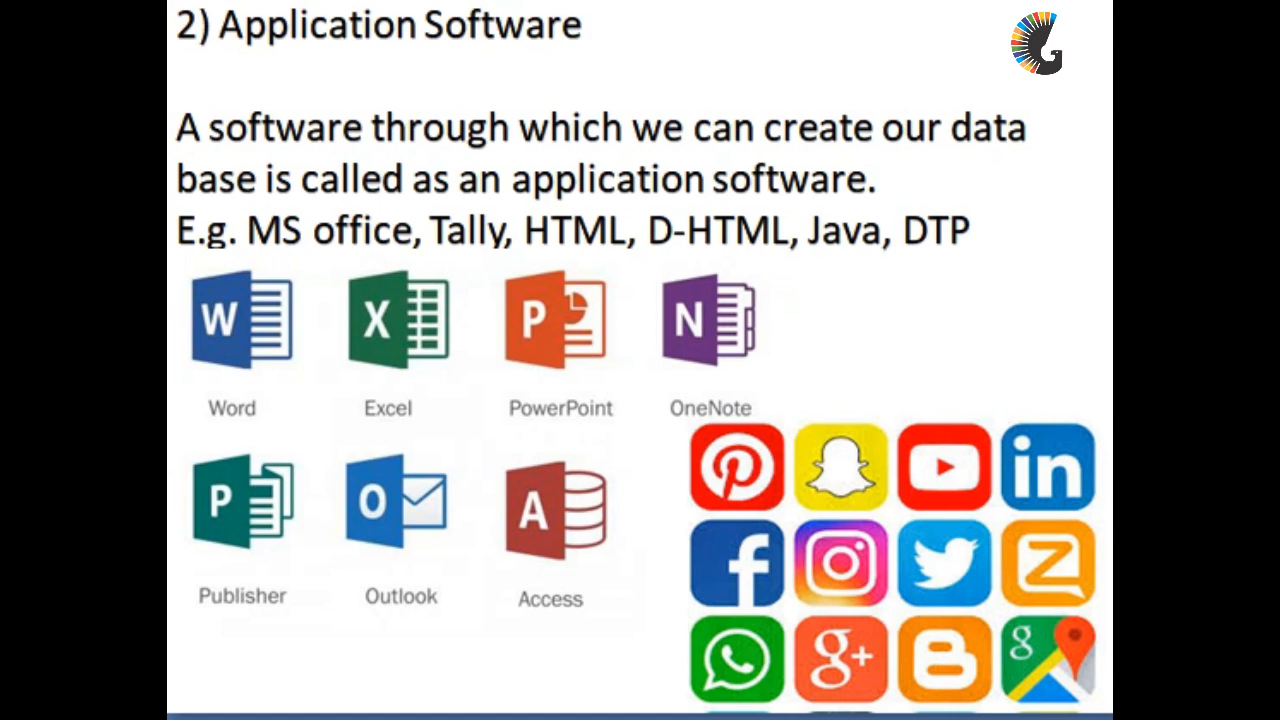 2) Application Software
A software through which we can create our data
base is called as an application software.
E.g. MS office, Tally, HTML, D-HTML, Java, DTP
W X P N
Word Excel PowerPoint OneNote
P O A
Publisher Outlook Access
in
f
g+ B g